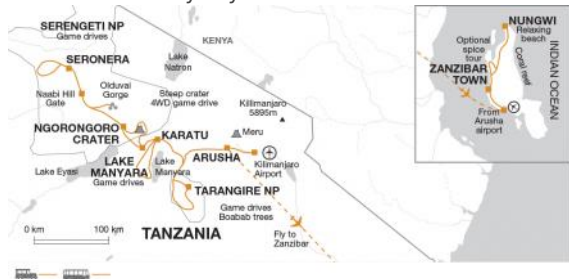 SERENGETI NP
Game drives
KENYA
Lake
Natron
SERONERA
Olduvai
Gorge
Steep crater
4WD game drive
Naabi Hill
Gate
Killimanjaro
5895m
NGORONGORO
CRATER
KARATU
Meru
ARUSHA
Kilimanjaro
Airport
Lake Eyasi
LAKE
MANYARA
Game drives
Lake
Manyara
TARANGIRE NP
Game drives
Boabab trees
0 km
100 km
TANZANIA
Fly to
Zanzibar
NUNGWI
Relaxing
beach
Optional
spice
tour
ZANZIBAR
TOWN
Coral reef
INDIAN OCEAN
From
Arusha
airport